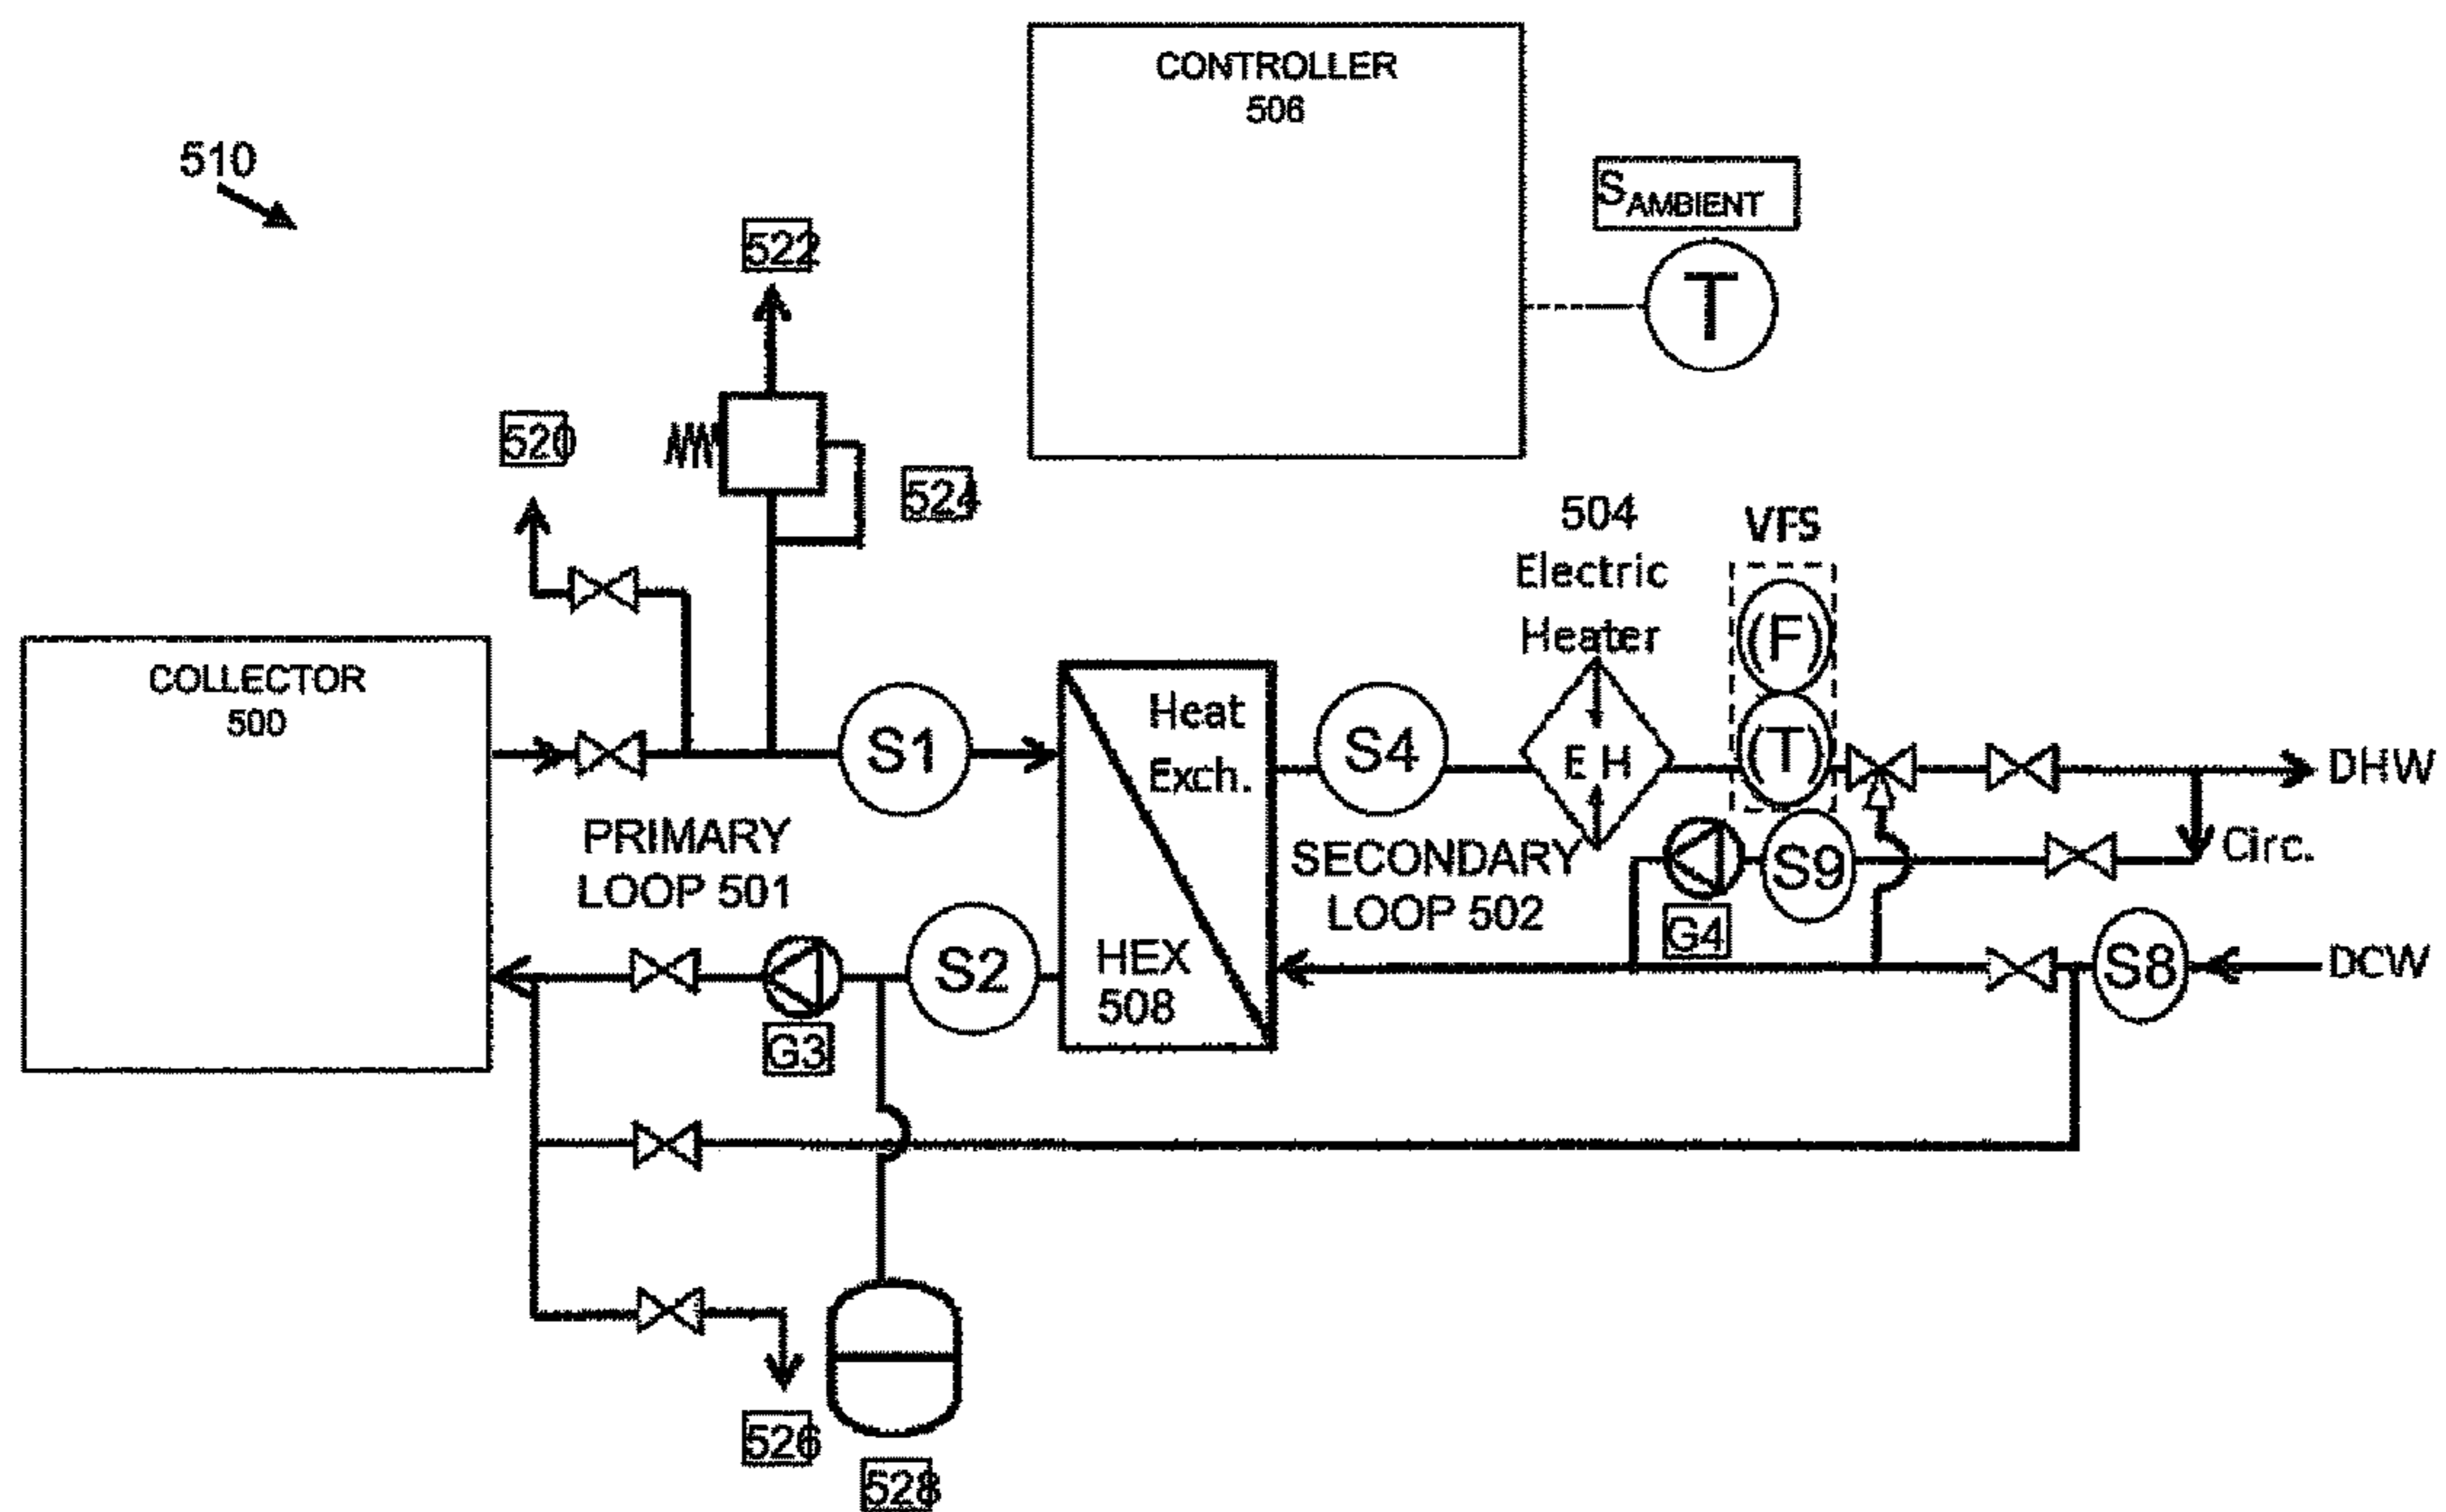 CONTROLLER
506
510
S AMBIENT
T
522
520
524
504
Electric
Heater
VFS
(F)
(T)
COLLECTOR
500
S1
Heat
Exch.
S4
E H
DHW
PRIMARY
LOOP 501
SECONDARY
LOOP 502
S9
Circ.
G4
S2
HEX
508
S8
DCW
G3
526
528